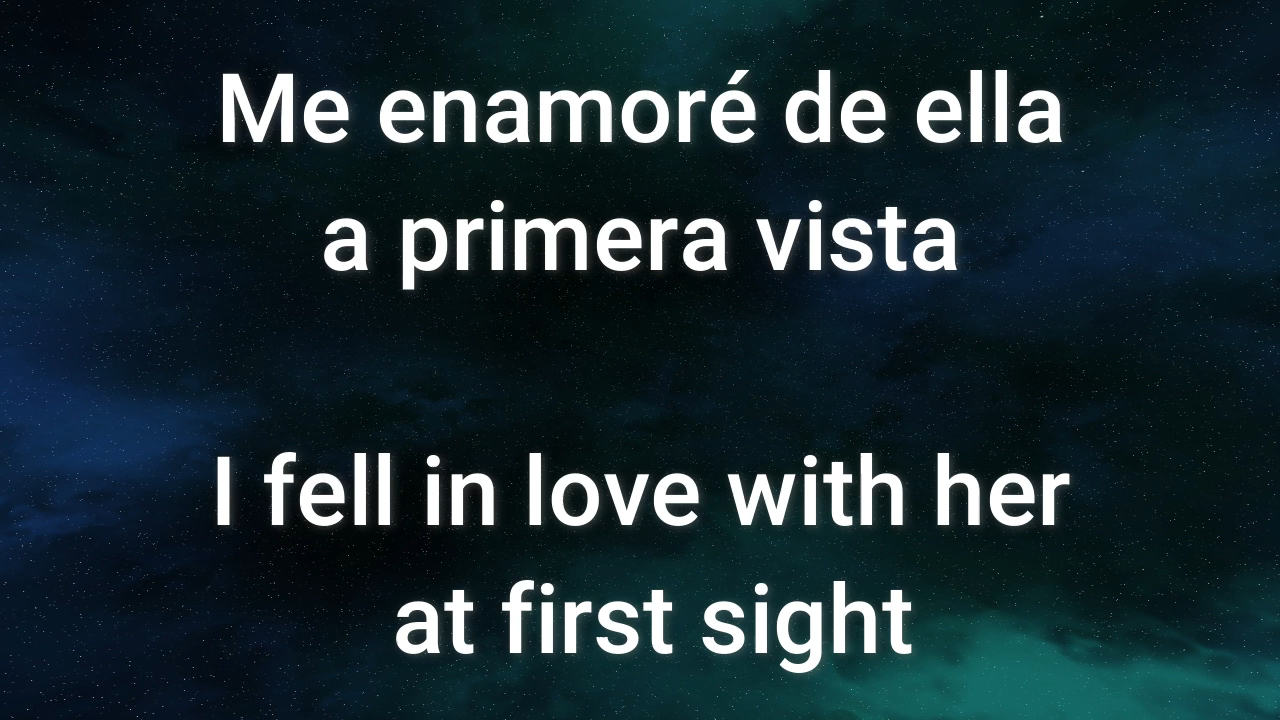 Me enamoré de ella
a primera vista
I fell in love with her
at first sight